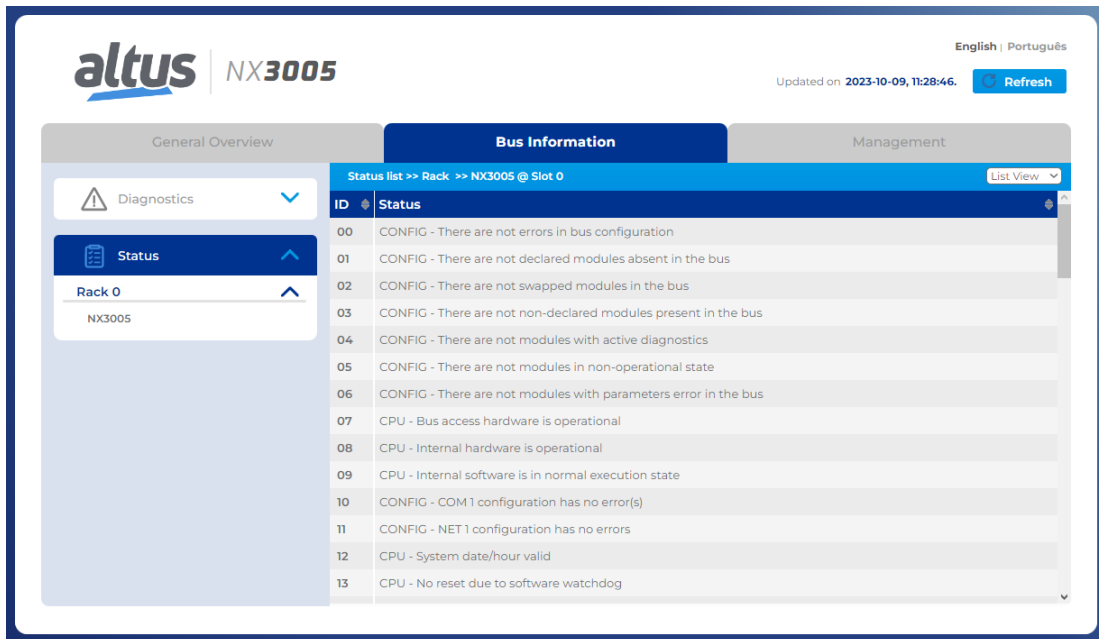 altus NX3005
English | Português
Updated on 2023-10-09, 11:28:46. Refresh
General Overview Bus Information Management
Diagnostics
Status
Rack 0
NX3005
Status list >> Rack >> NX3005 @ Slot 0 List View
ID Status
00 CONFIG - There are not errors in bus configuration
01 CONFIG - There are not declared modules absent in the bus
02 CONFIG - There are not swapped modules in the bus
03 CONFIG - There are not non-declared modules present in the bus
04 CONFIG - There are not modules with active diagnostics
05 CONFIG - There are not modules in non-operational state
06 CONFIG - There are not modules with parameters error in the bus
07 CPU - Bus access hardware is operational
08 CPU - Internal hardware is operational
09 CPU - Internal software is in normal execution state
10 CONFIG - COM 1 configuration has no error(s)
11 CONFIG - NET 1 configuration has no errors
12 CPU - System date/hour valid
13 CPU - No reset due to software watchdog